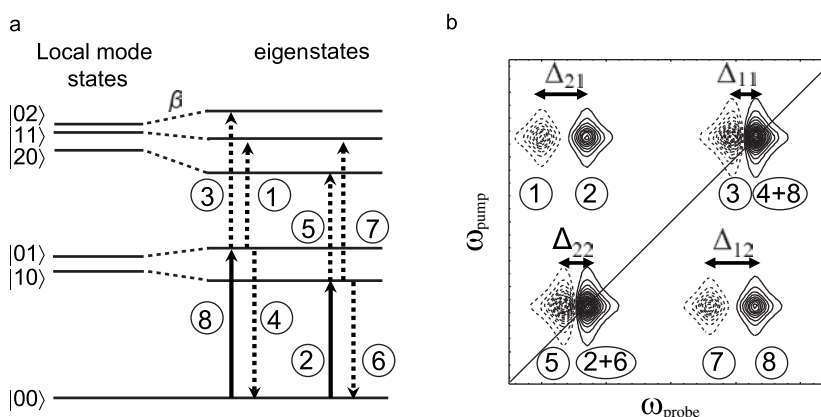 a
b
Local mode
states
eigenstates
β
|02⟩
|11⟩
|20⟩
|01⟩
|10⟩
|00⟩
3
1
5
7
8
4
2
6
Δ21
Δ11
1
2
3
4+8
Δ22
Δ12
5
2+6
7
8
ωpump
ωprobe